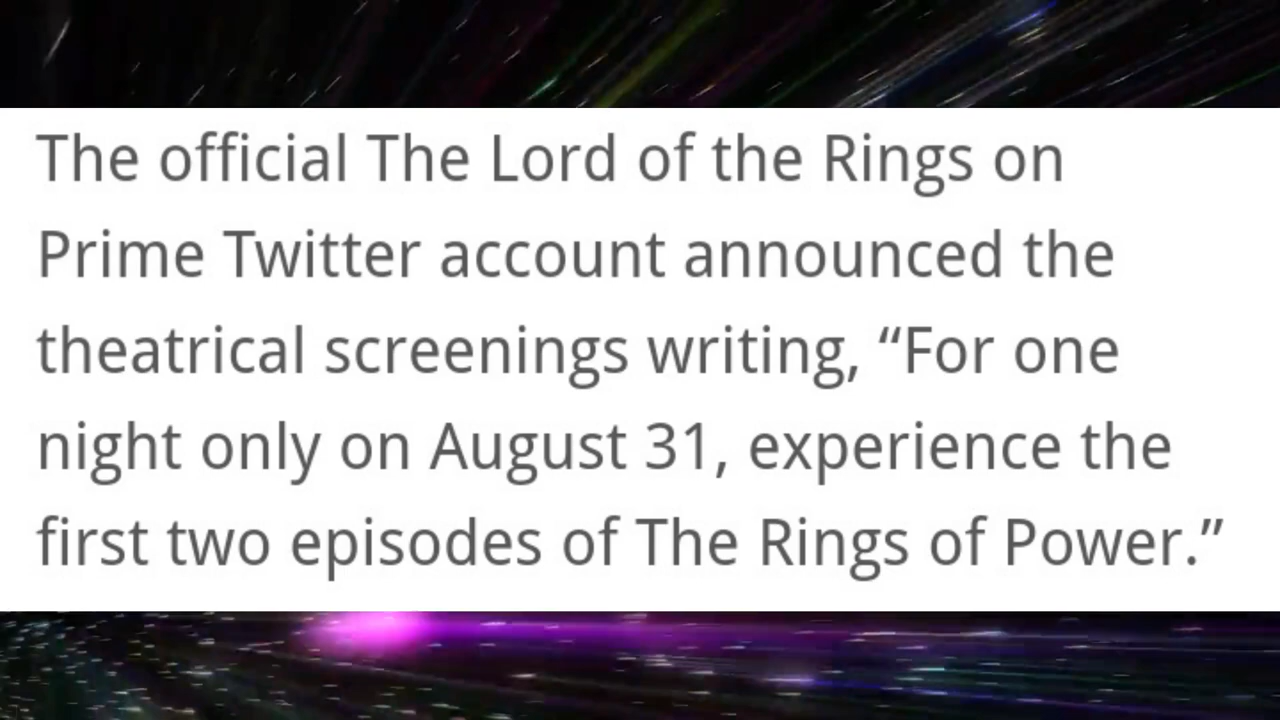 The official The Lord of the Rings on
Prime Twitter account announced the
theatrical screenings writing, “For one
night only on August 31, experience the
first two episodes of The Rings of Power.”